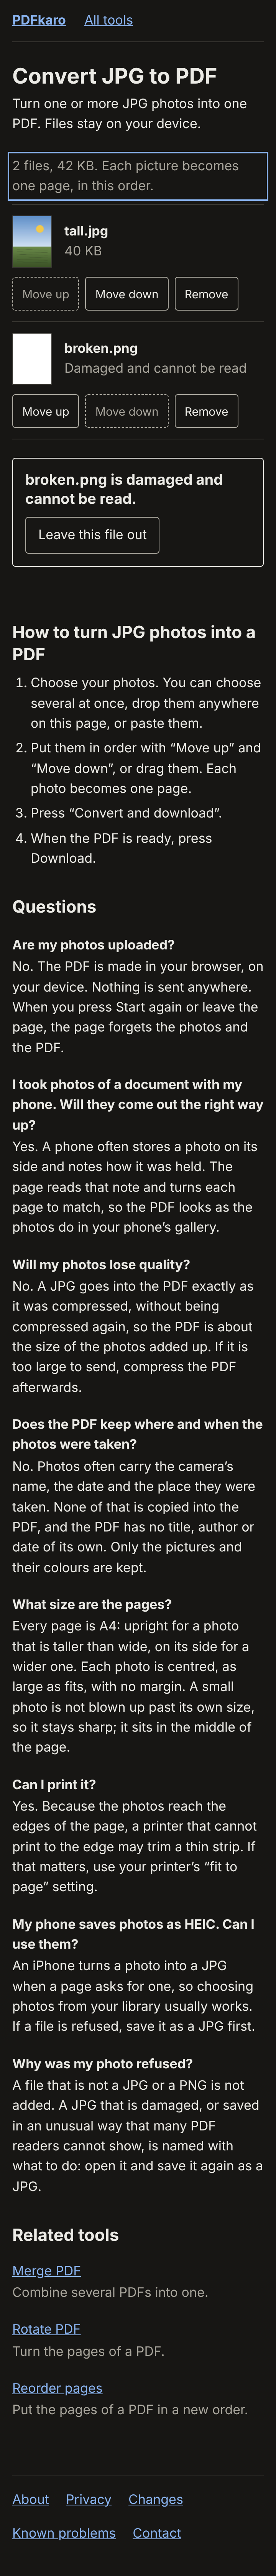 PDFkaro All tools
Convert JPG to PDF
Turn one or more JPG photos into one
PDF. Files stay on your device.
2 files, 42 KB. Each picture becomes
one page, in this order.
tall.jpg
40 KB
Move up Move down Remove
broken.png
Damaged and cannot be read
Move up Move down Remove
broken.png is damaged and
cannot be read.
Leave this file out
How to turn JPG photos into a
PDF
1. Choose your photos. You can choose
several at once, drop them anywhere
on this page, or paste them.
2. Put them in order with “Move up” and
“Move down”, or drag them. Each
photo becomes one page.
3. Press “Convert and download”.
4. When the PDF is ready, press
Download.
Questions
Are my photos uploaded?
No. The PDF is made in your browser, on
your device. Nothing is sent anywhere.
When you press Start again or leave the
page, the page forgets the photos and
the PDF.
I took photos of a document with my
phone. Will they come out the right way
up?
Yes. A phone often stores a photo on its
side and notes how it was held. The
page reads that note and turns each
page to match, so the PDF looks as the
photos do in your phone’s gallery.
Will my photos lose quality?
No. A JPG goes into the PDF exactly as
it was compressed, without being
compressed again, so the PDF is about
the size of the photos added up. If it is
too large to send, compress the PDF
afterwards.
Does the PDF keep where and when the
photos were taken?
No. Photos often carry the camera’s
name, the date and the place they were
taken. None of that is copied into the
PDF, and the PDF has no title, author or
date of its own. Only the pictures and
their colours are kept.
What size are the pages?
Every page is A4: upright for a photo
that is taller than wide, on its side for a
wider one. Each photo is centred, as
large as fits, with no margin. A small
photo is not blown up past its own size,
so it stays sharp; it sits in the middle of
the page.
Can I print it?
Yes. Because the photos reach the
edges of the page, a printer that cannot
print to the edge may trim a thin strip. If
that matters, use your printer’s “fit to
page” setting.
My phone saves photos as HEIC. Can I
use them?
An iPhone turns a photo into a JPG
when a page asks for one, so choosing
photos from your library usually works.
If a file is refused, save it as a JPG first.
Why was my photo refused?
A file that is not a JPG or a PNG is not
added. A JPG that is damaged, or saved
in an unusual way that many PDF
readers cannot show, is named with
what to do: open it and save it again as a
JPG.
Related tools
Merge PDF
Combine several PDFs into one.
Rotate PDF
Turn the pages of a PDF.
Reorder pages
Put the pages of a PDF in a new order.
About Privacy Changes
Known problems Contact